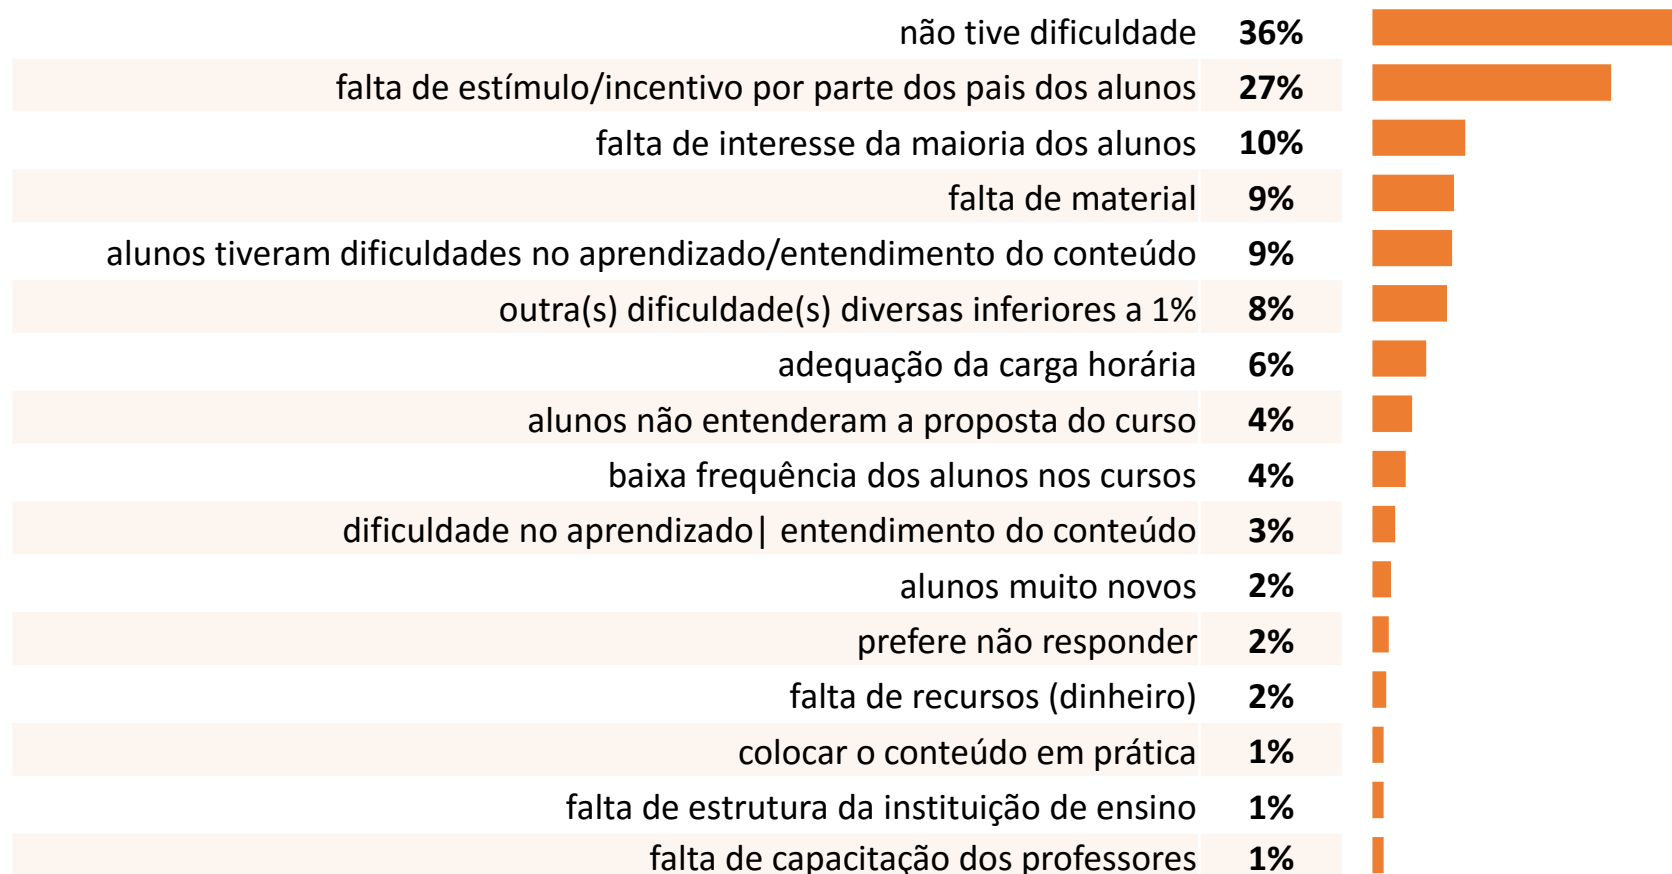 não tive dificuldade 36%
falta de estímulo/incentivo por parte dos pais dos alunos 27%
falta de interesse da maioria dos alunos 10%
falta de material 9%
alunos tiveram dificuldades no aprendizado/entendimento do conteúdo 9%
outra(s) dificuldade(s) diversas inferiores a 1% 8%
adequação da carga horária 6%
alunos não entenderam a proposta do curso 4%
baixa frequência dos alunos nos cursos 4%
dificuldade no aprendizado| entendimento do conteúdo 3%
alunos muito novos 2%
prefere não responder 2%
falta de recursos (dinheiro) 2%
colocar o conteúdo em prática 1%
falta de estrutura da instituição de ensino 1%
falta de capacitação dos professores 1%